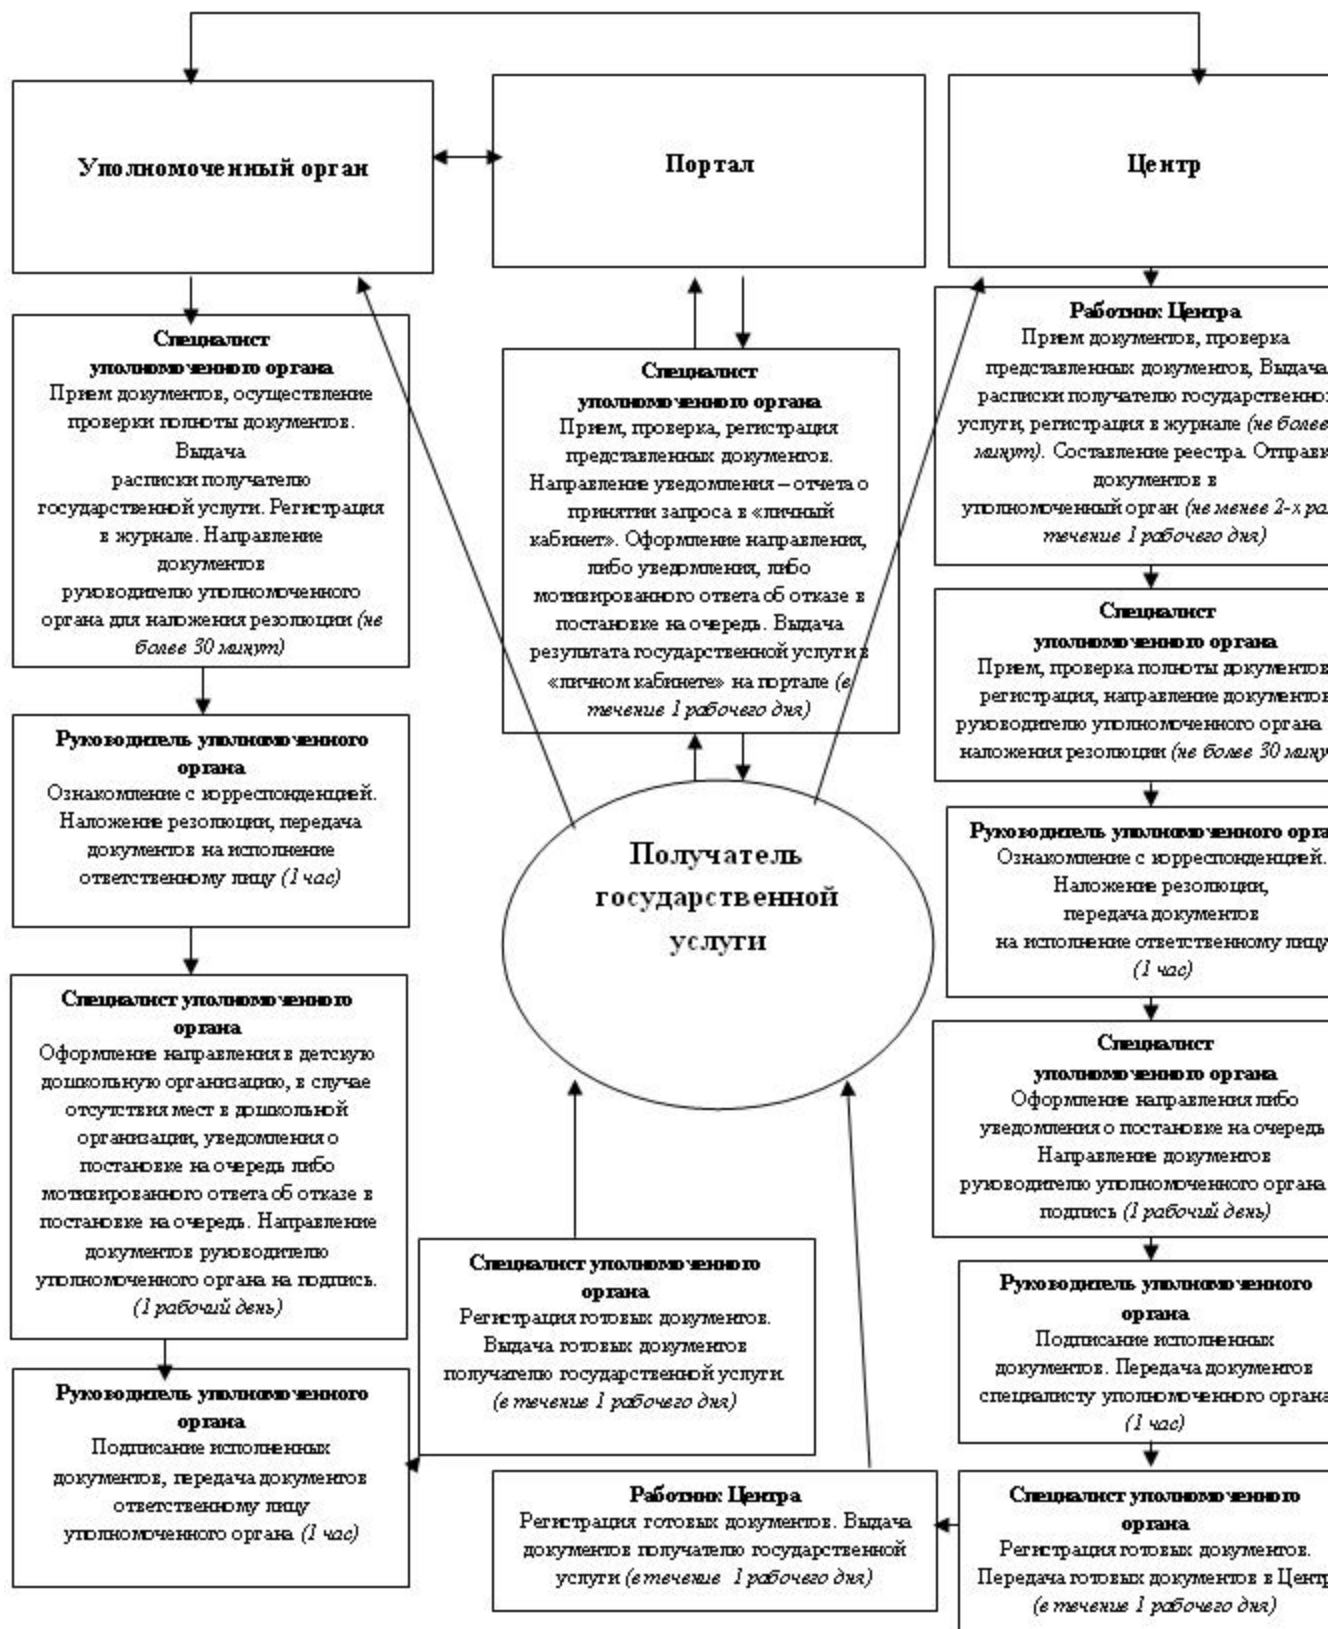 Уполномоченный орган
Портал
Центр
Специалист
уполномоченного органа
Прием документов, осуществление
проверки полноты документов.
Выдача
расписки получателю
государственной услуги. Регистрация
в журнале. Направление
документов
руководителю уполномоченного
органа для наложения резолюции (не
более 30 минут)
Руководитель уполномоченного
органа
Ознакомление с корреспонденцией.
Наложение резолюции, передача
документов на исполнение
ответственному лицу (1 час)
Специалист уполномоченного
органа
Оформление направления в детскую
дошкольную организацию, в случае
отсутствия мест в дошкольной
организации, уведомления о
постановке на очередь либо
мотивированного ответа об отказе в
постановке на очередь. Направление
документов руководителю
уполномоченного органа на подпись.
(1 рабочий день)
Руководитель уполномоченного
органа
Подписание исполненных
документов, передача документов
ответственному лицу
уполномоченного органа (1 час)
Специалист
уполномоченного органа
Прием, проверка, регистрация
представленных документов.
Направление уведомления – отчета о
принятии запроса в «личный
кабинет». Оформление направления,
либо уведомления, либо
мотивированного ответа об отказе в
постановке на очередь. Выдача
результата государственной услуги в
«личном кабинете» на портале (в
течение 1 рабочего дня)
Получатель
государственной
услуги
Специалист уполномоченного
органа
Регистрация готовых документов.
Выдача готовых документов
получателю государственной услуги.
(в течение 1 рабочего дня)
Работник Центра
Регистрация готовых документов. Выдача
документов получателю государственной
услуги (в течение 1 рабочего дня)
Работник Центра
Прием документов, проверка
представленных документов, Выдача
расписки получателю
услуги, регистрация в журнале (не более
минут). Составление реестра.
документов в
уполномоченный орган (не менее 2-х
течение 1 рабочего дня)
Специалист
уполномоченного органа
Прием, проверка полноты документов
регистрация, направление документов
руководителю уполномоченного органа
наложения резолюции (не более 30
Руководитель уполномоченного
Ознакомление с корреспонденцией.
Наложение резолюции,
передача документов
на исполнение ответственному лицу
(1 час)
Специалист
уполномоченного органа
Оформление направления либо
уведомления о постановке на очередь
Направление документов
руководителю уполномоченного органа
подпись (1 рабочий день)
Руководитель уполномоченного
органа
Подписание исполненных
документов. Передача документов
специалисту уполномоченного органа
(1 час)
Специалист уполномоченного
органа
Регистрация готовых документов.
Передача готовых документов в Центр
(в течение 1 рабочего дня)